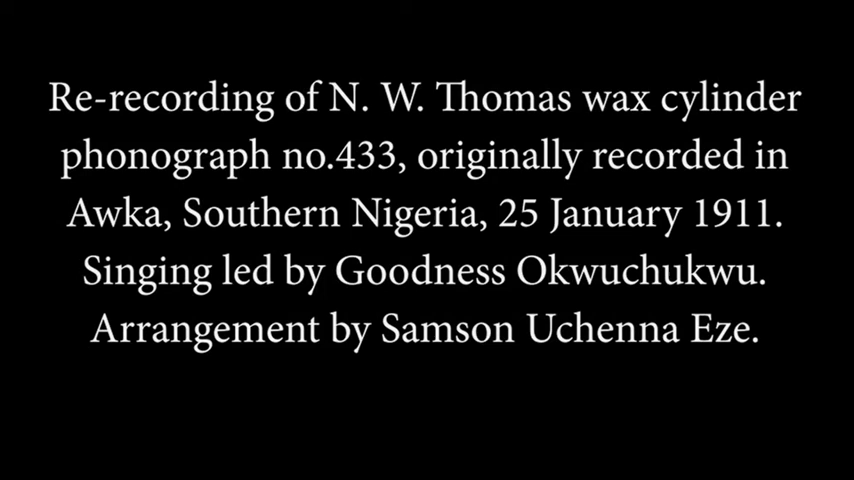 Re-recording of N. W. Thomas wax cylinder
phonograph no.433, originally recorded in
Awka, Southern Nigeria, 25 January 1911.
Singing led by Goodness Okwuchukwu.
Arrangement by Samson Uchenna Eze.